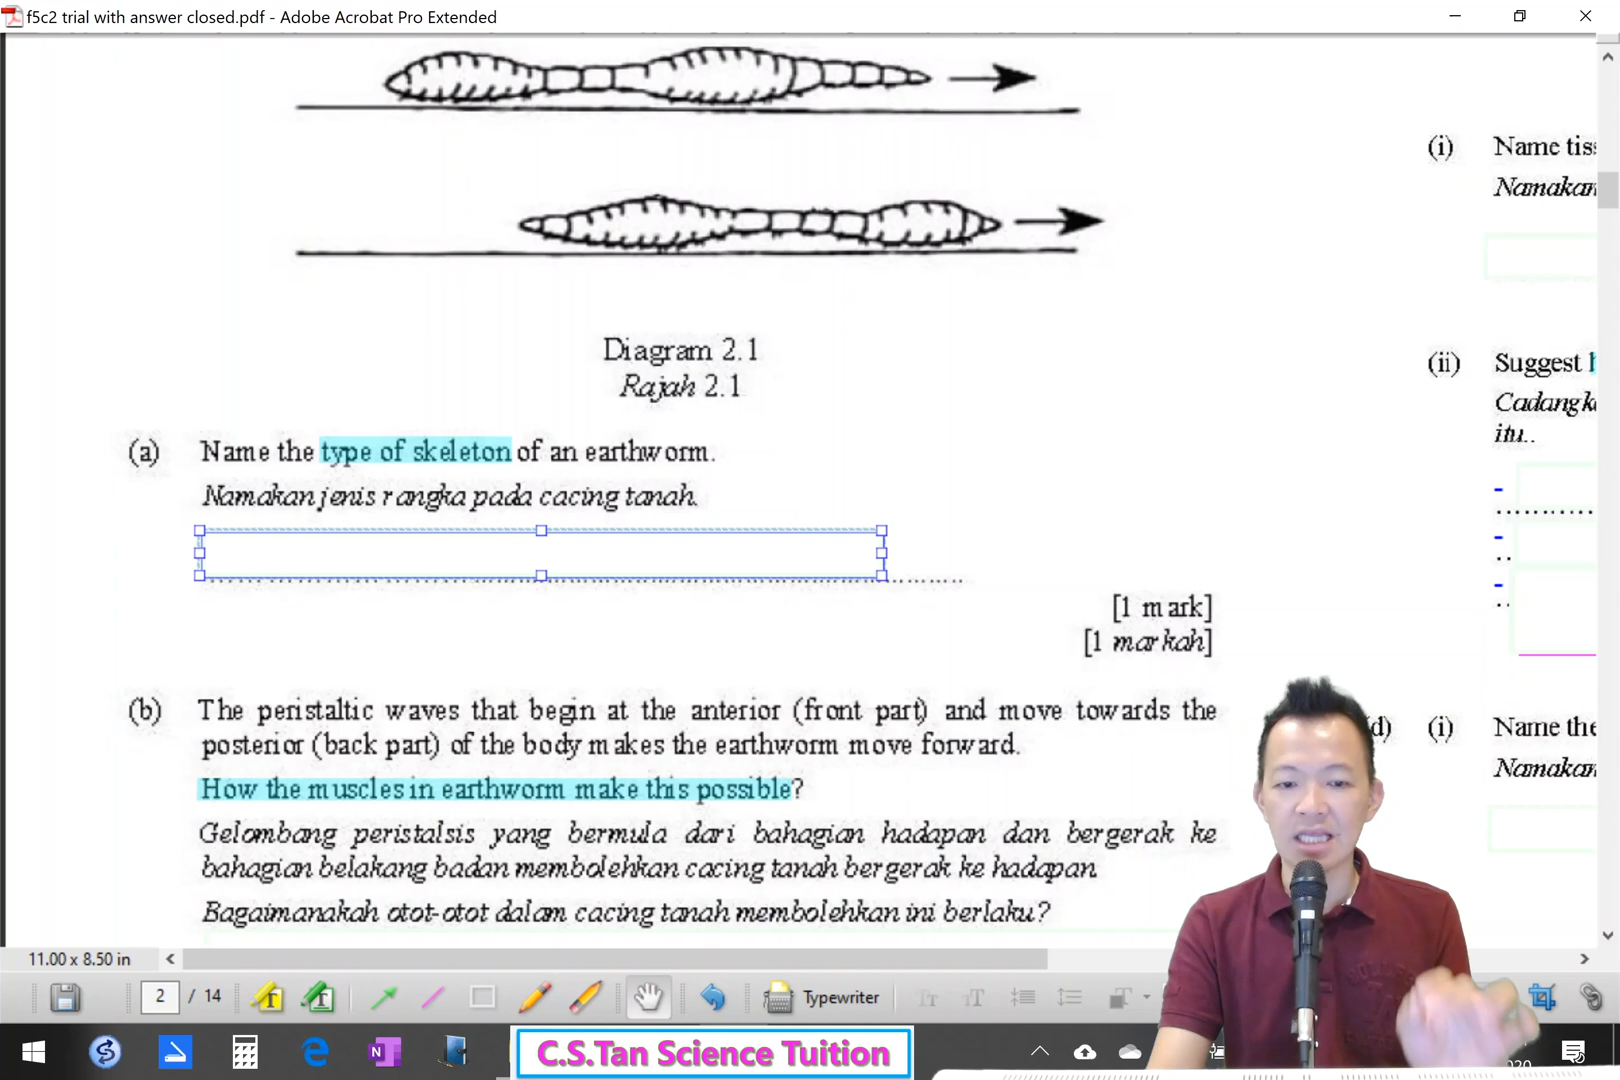 f5c2 trial with answer closed.pdf - Adobe Acrobat Pro Extended
Diagram 2.1
Rajah 2.1
(a) Name the type of skeleton of an earthworm.
Namakan jenis rangka pada cacing tanah.
[1 mark]
[1 markah]
(b) The peristaltic waves that begin at the anterior (front part) and move towards the
posterior (back part) of the body makes the earthworm move forward.
How the muscles in earthworm make this possible?
Gelombang peristalsis yang bermula dari bahagian hadapan dan bergerak ke
bahagian belakang badan membolehkan cacing tanah bergerak ke hadapan
Bagaimanakah otot-otot dalam cacing tanah membolehkan ini berlaku?
(i) Name tis
Namakan
(ii) Suggest h
Cadangk
itu..
d) (i) Name the
Namakan
11.00 x 8.50 in
2 / 14
Typewriter
C.S.Tan Science Tuition